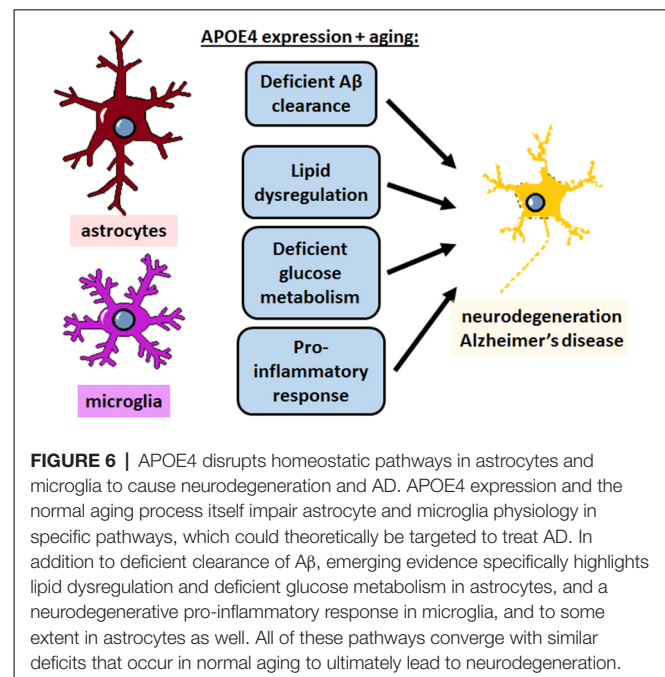 APOE4 expression + aging:
Deficient Aβ
clearance
Lipid
dysregulation
Deficient
glucose
metabolism
Pro-
inflammatory
response
astrocytes
microglia
neurodegeneration
Alzheimer's disease
FIGURE 6 | APOE4 disrupts homeostatic pathways in astrocytes and
microglia to cause neurodegeneration and AD. APOE4 expression and the
normal aging process itself impair astrocyte and microglia physiology in
specific pathways, which could theoretically be targeted to treat AD. In
addition to deficient clearance of Aβ, emerging evidence specifically highlights
lipid dysregulation and deficient glucose metabolism in astrocytes, and a
neurodegenerative pro-inflammatory response in microglia, and to some
extent in astrocytes as well. All of these pathways converge with similar
deficits that occur in normal aging to ultimately lead to neurodegeneration.